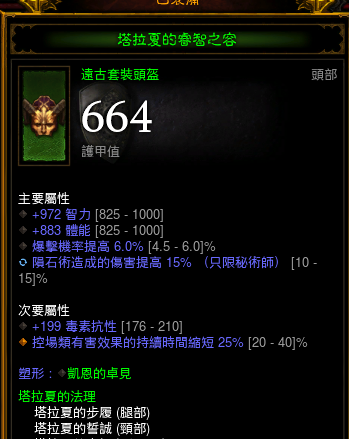 已裝備
塔拉夏的睿智之容
遠古套裝頭盔 頭部
664
護甲值
主要屬性
+972 智力 [825 - 1000]
+883 體能 [825 - 1000]
爆擊機率提高 6.0% [4.5 - 6.0]%
隕石術造成的傷害提高 15% （只限秘術師） [10 -
15]%
次要屬性
+199 毒素抗性 [176 - 210]
控場類有害效果的持續時間縮短 25% [20 - 40]%
塑形：凱恩的卓見
塔拉夏的法理
塔拉夏的步履 (腿部)
塔拉夏的誓誡 (頸部)